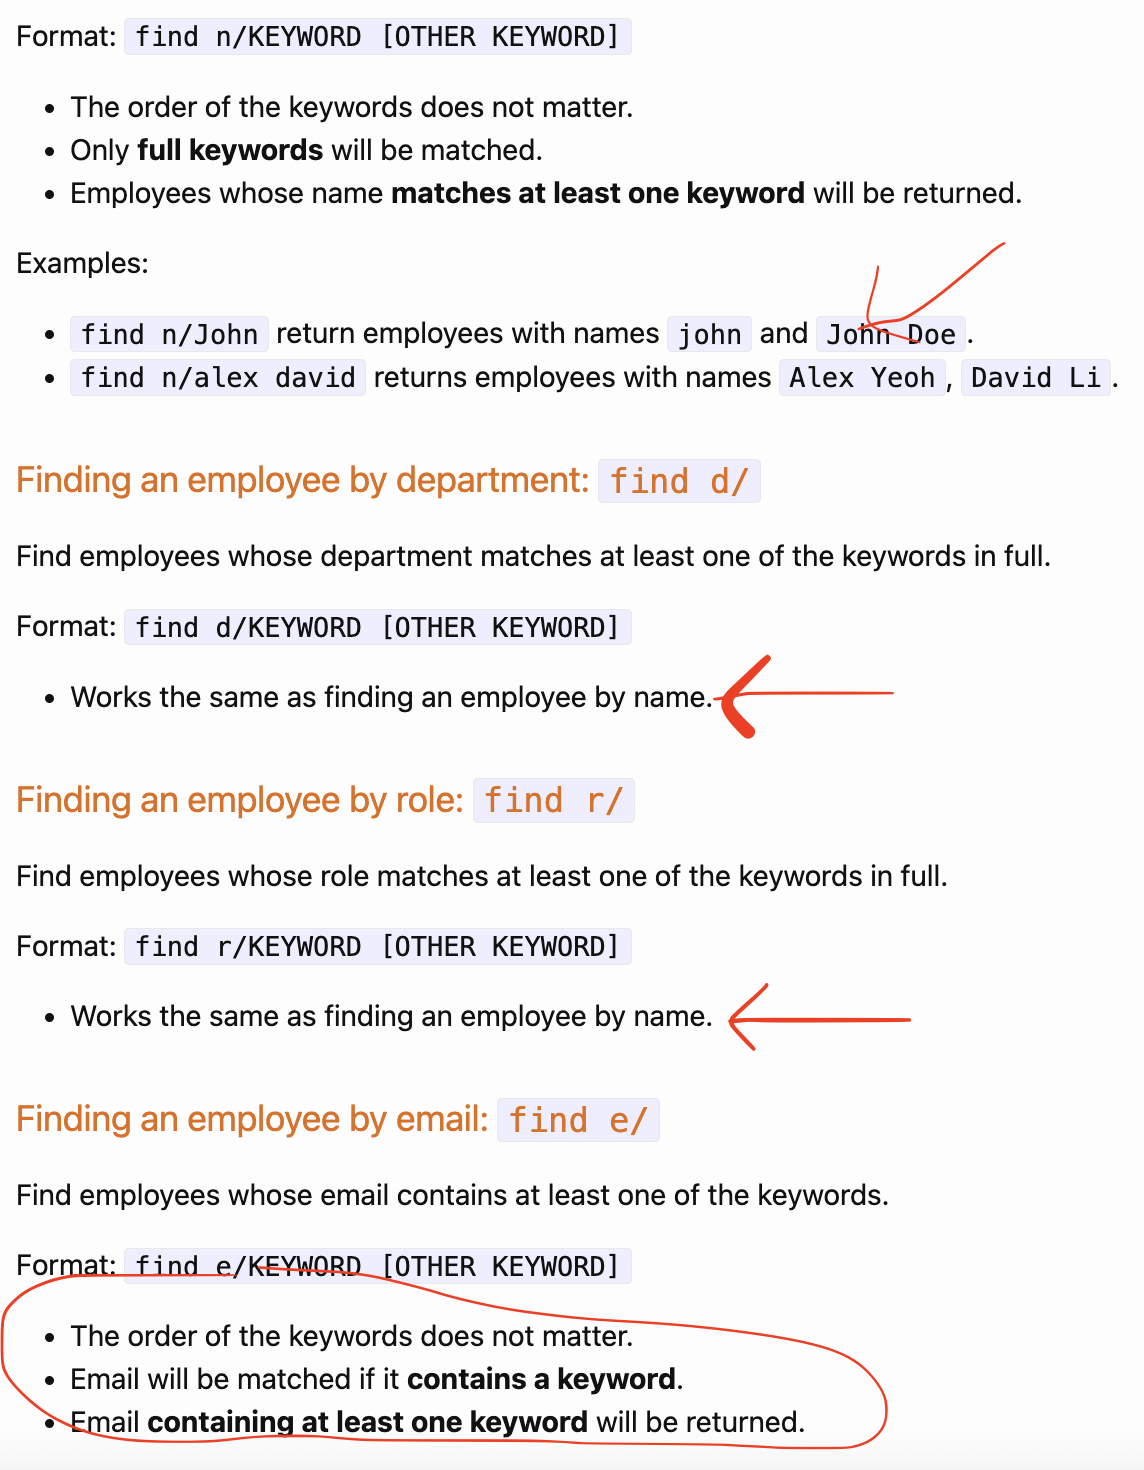 Format: find n/KEYWORD [OTHER KEYWORD]
The order of the keywords does not matter.
Only full keywords will be matched.
Employees whose name matches at least one keyword will be returned.
Examples:
find n/John return employees with names john and John Doe.
find n/alex david returns employees with names Alex Yeoh, David Li.
Finding an employee by department: find d/
Find employees whose department matches at least one of the keywords in full.
Format: find d/KEYWORD [OTHER KEYWORD]
Works the same as finding an employee by name.
Finding an employee by role: find r/
Find employees whose role matches at least one of the keywords in full.
Format: find r/KEYWORD [OTHER KEYWORD]
Works the same as finding an employee by name.
Finding an employee by email: find e/
Find employees whose email contains at least one of the keywords.
Format: find e/KEYWORD [OTHER KEYWORD]
The order of the keywords does not matter.
Email will be matched if it contains a keyword.
Email containing at least one keyword will be returned.